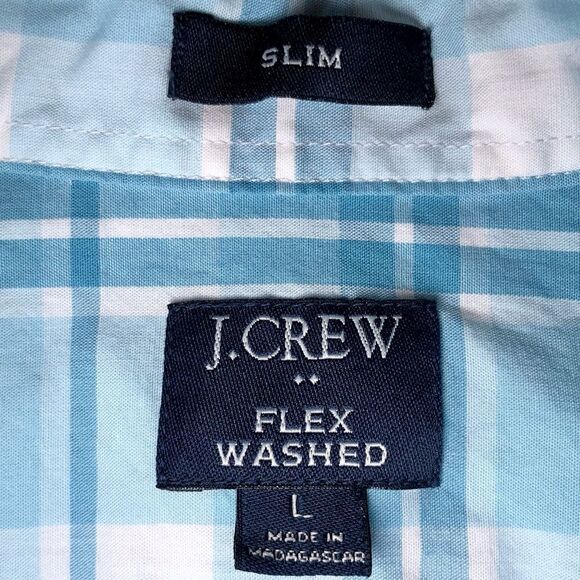 SLIM
J.CREW
FLEX
WASHED
L
MADE IN
MADAGASCAR